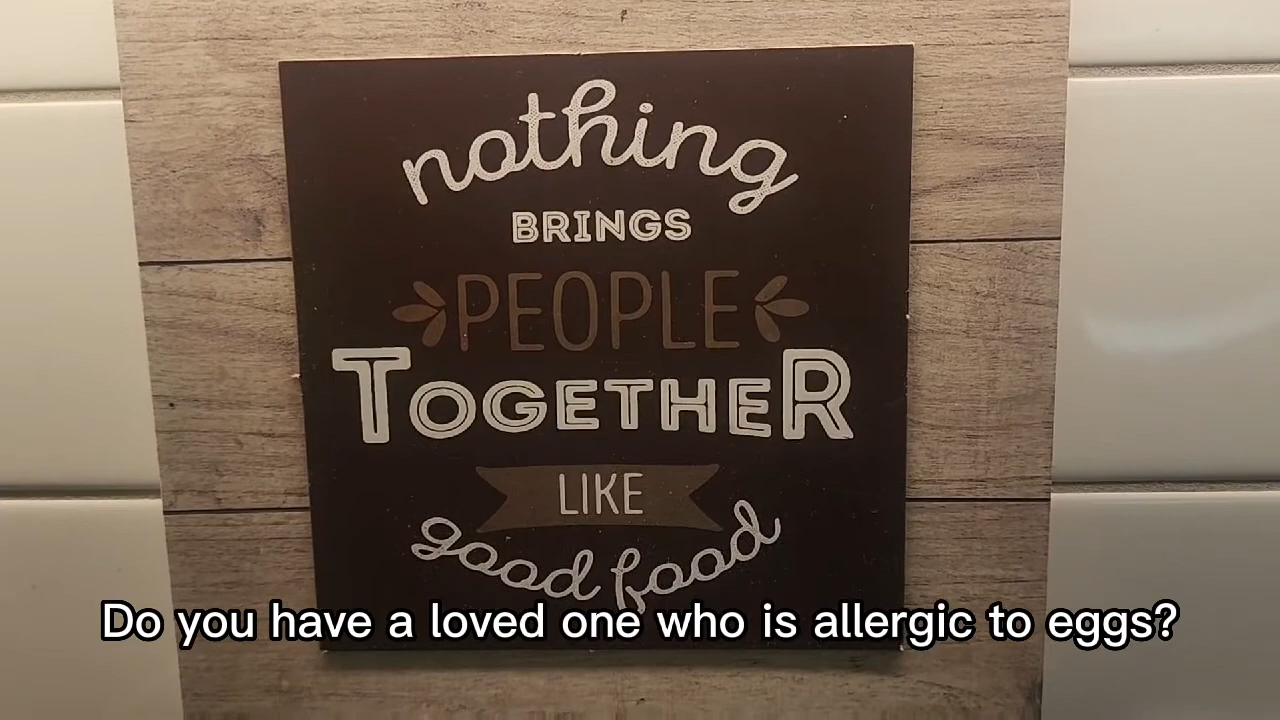 nothing
BRINGS
PEOPLE
TOGETHER
LIKE
good food
Do you have a loved one who is allergic to eggs?